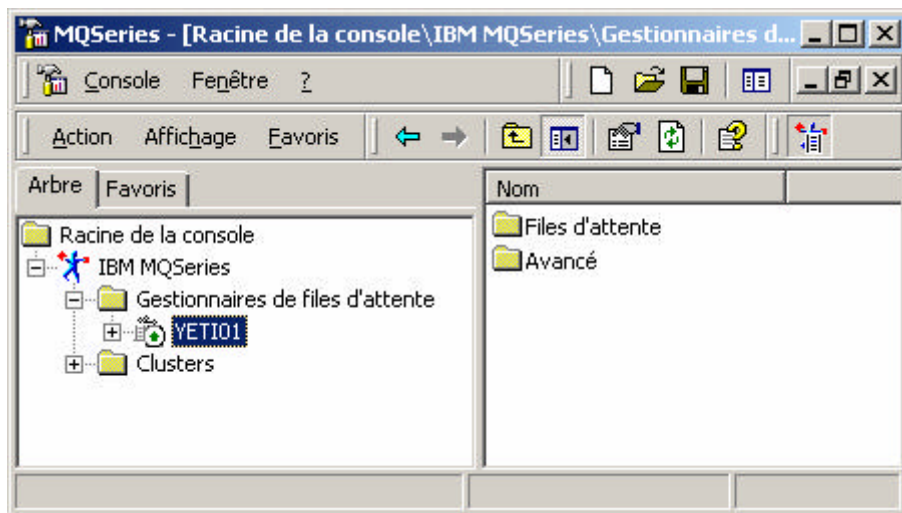 MQSeries - [Racine de la console\IBM MQSeries\Gestionnaires d...
Console Fenêtre ?
Action Affichage Favoris
Arbre Favoris
Nom
Racine de la console
IBM MQSeries
Gestionnaires de files d'attente
YETI01
Clusters
Files d'attente
Avancé